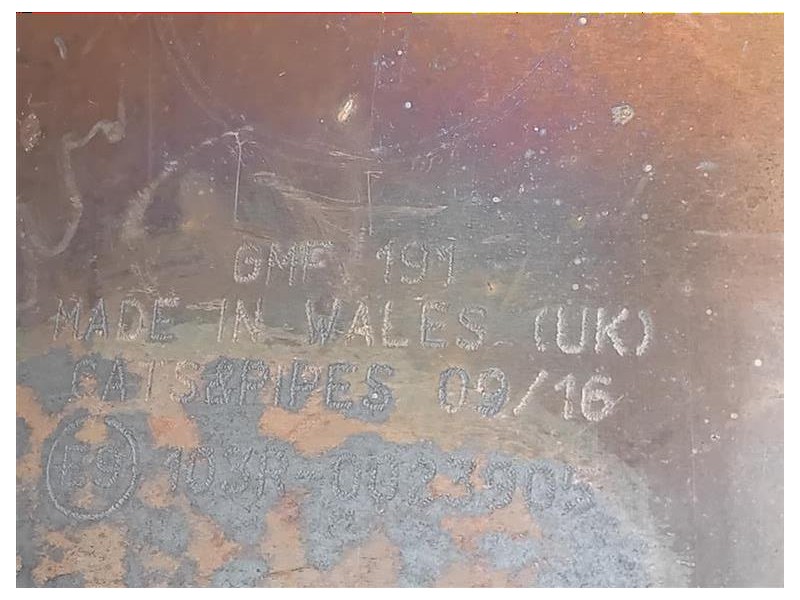 GMF 191
MADE IN WALES (UK)
CATS&PIPES 09/16
E9 103R-0023905